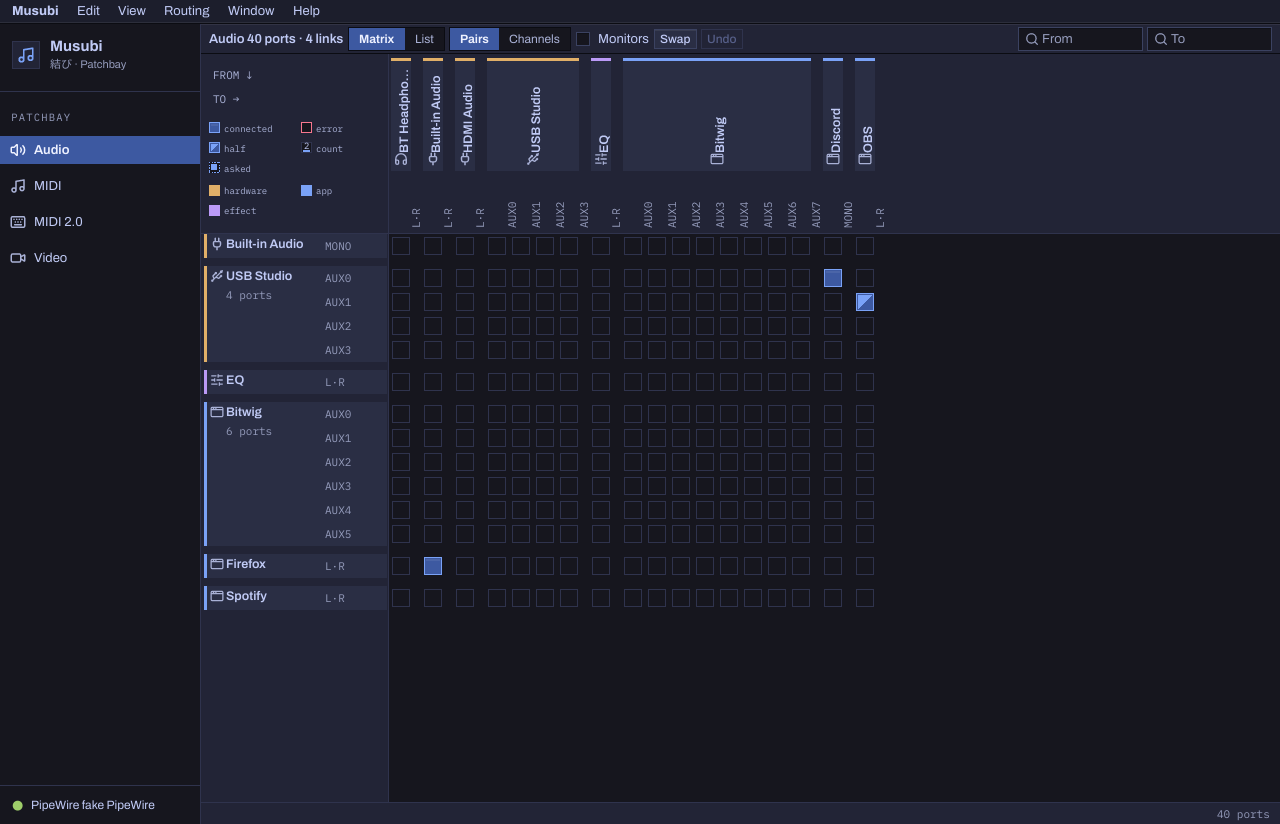 Musubi Edit View Routing Window Help
Musubi
結び · Patchbay
PATCHBAY
Audio
MIDI
MIDI 2.0
Video
PipeWire fake PipeWire
Audio 40 ports · 4 links Matrix List Pairs Channels Monitors Swap Undo From To
FROM ↓
TO →
connected error
half 2 count
asked
hardware app
effect
BT Headpho…
Built-in Audio
HDMI Audio
USB Studio
EQ
Bitwig
Discord
OBS
L·R
L·R
L·R
AUX0
AUX1
AUX2
AUX3
L·R
AUX0
AUX1
AUX2
AUX3
AUX4
AUX5
AUX6
AUX7
MONO
L·R
Built-in Audio MONO
USB Studio AUX0
4 ports
AUX1
AUX2
AUX3
EQ L·R
Bitwig AUX0
6 ports
AUX1
AUX2
AUX3
AUX4
AUX5
Firefox L·R
Spotify L·R
40 ports